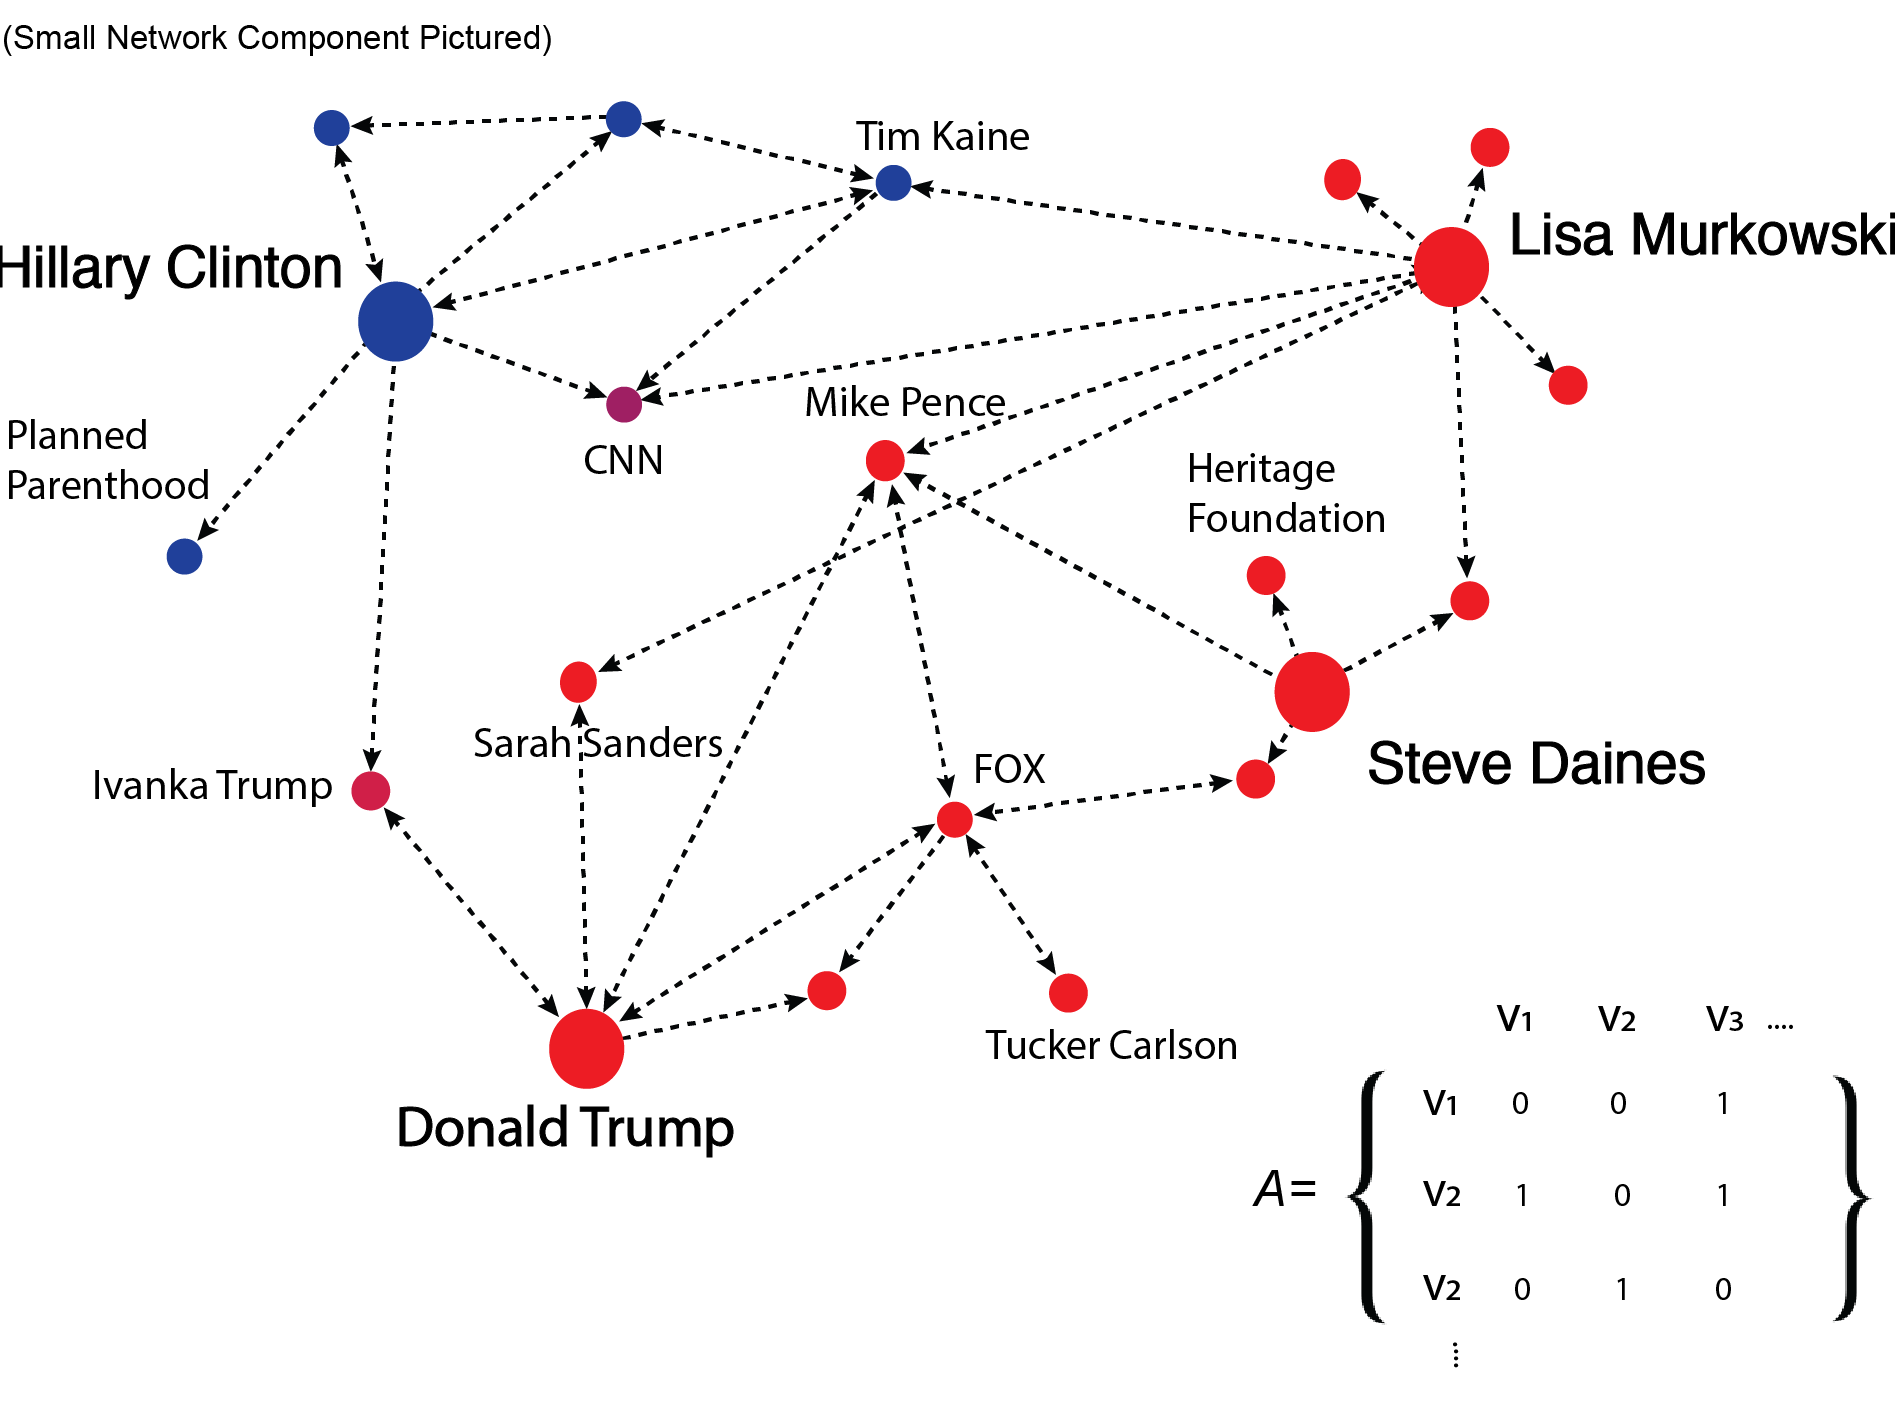 (Small Network Component Pictured)
Tim Kaine
Lisa Murkowski
Hillary Clinton
Mike Pence
Planned
Parenthood
CNN
Heritage
Foundation
Sarah Sanders
Ivanka Trump
FOX
Steve Daines
Tucker Carlson
Donald Trump
V1 V2 V3 ....
V1 0 0 1
A= V2 1 0 1
V2 0 1 0
....